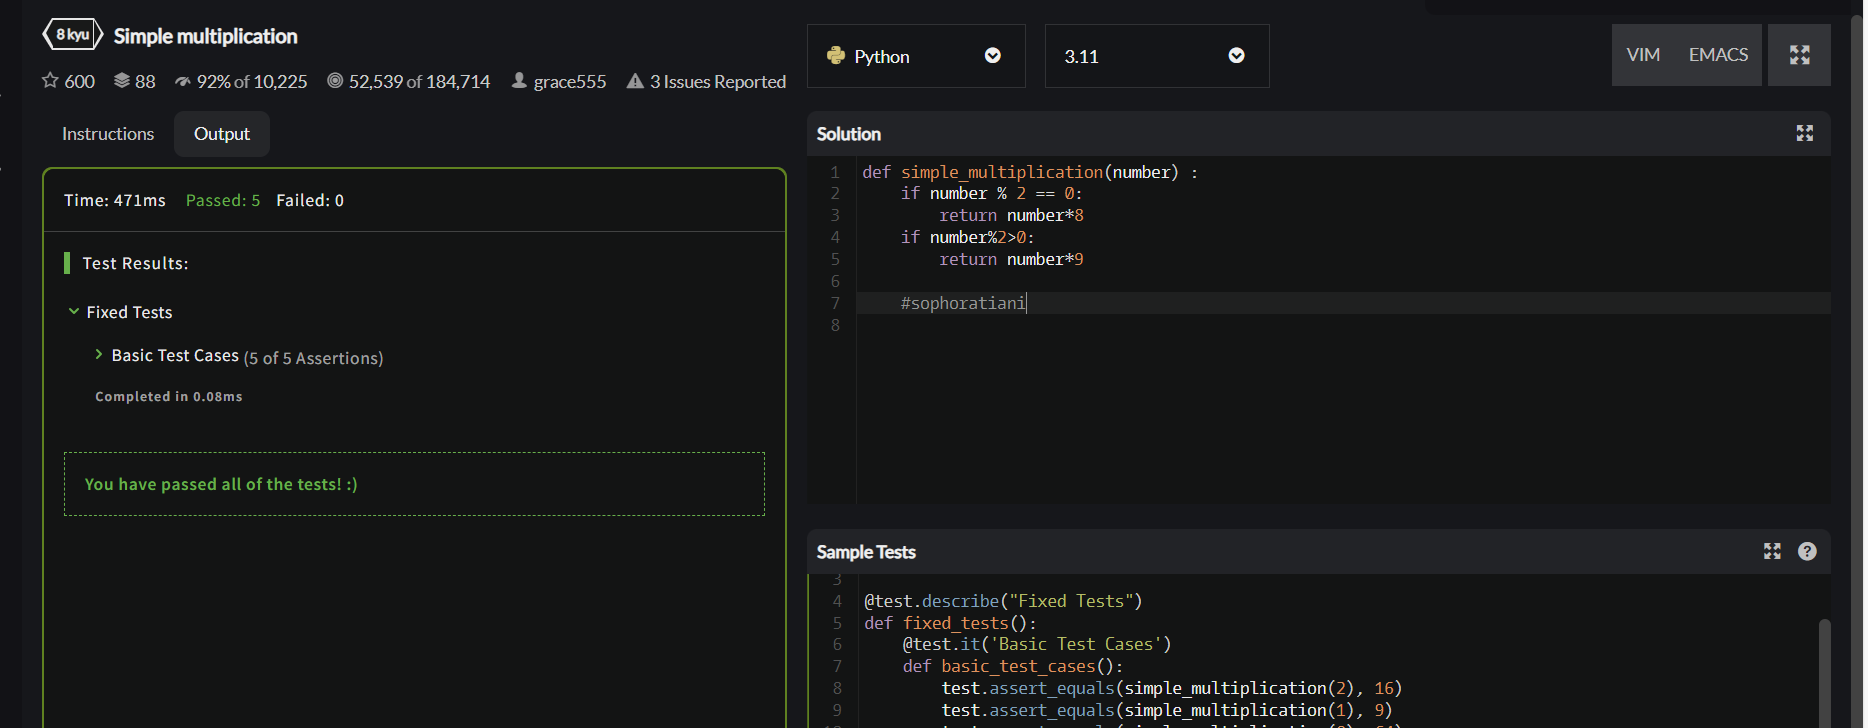 8 kyu Simple multiplication
600 88 92% of 10,225 52,539 of 184,714 grace555 3 Issues Reported
Python 3.11 VIM EMACS
Instructions Output
Time: 471ms Passed: 5 Failed: 0
Test Results:
Fixed Tests
Basic Test Cases (5 of 5 Assertions)
Completed in 0.08ms
You have passed all of the tests! :)
Solution
1 def simple_multiplication(number) :
2 if number % 2 == 0:
3 return number*8
4 if number%2>0:
5 return number*9
6
7 #sophoratiani
8
Sample Tests
3
4 @test.describe("Fixed Tests")
5 def fixed_tests():
6 @test.it('Basic Test Cases')
7 def basic_test_cases():
8 test.assert_equals(simple_multiplication(2), 16)
9 test.assert_equals(simple_multiplication(1), 9)